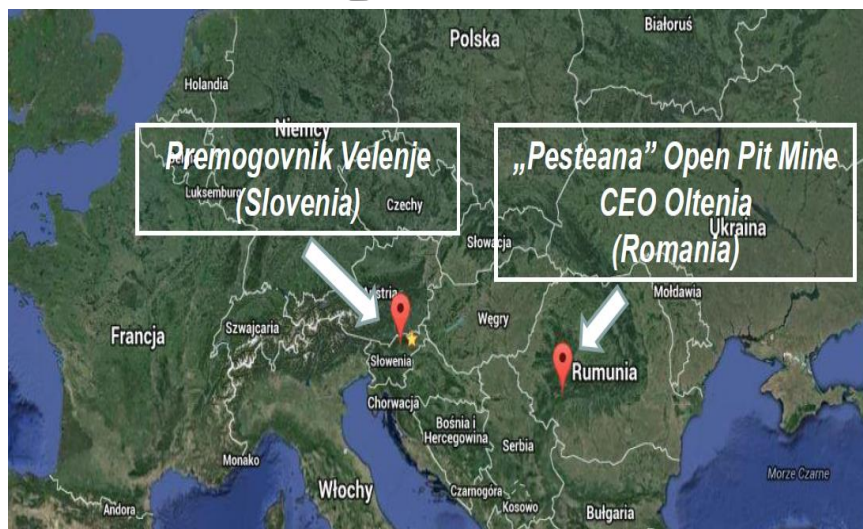 Polska
Białoruś
Holandia
Niemcy
Premogovnik Velenje
(Slovenia)
„Pesteana” Open Pit Mine
CEO Oltenia
(Romania)
Luksemburg
Czechy
Ukraina
Słowacja
Austria
Mołdawia
Francja
Szwajcaria
Węgry
Słowenia
Rumunia
Chorwacja
Bośnia i
Hercegowina
Serbia
Monako
Włochy
Czarnogóra
Kosowo
Bułgaria
Morze Czarne
Andora